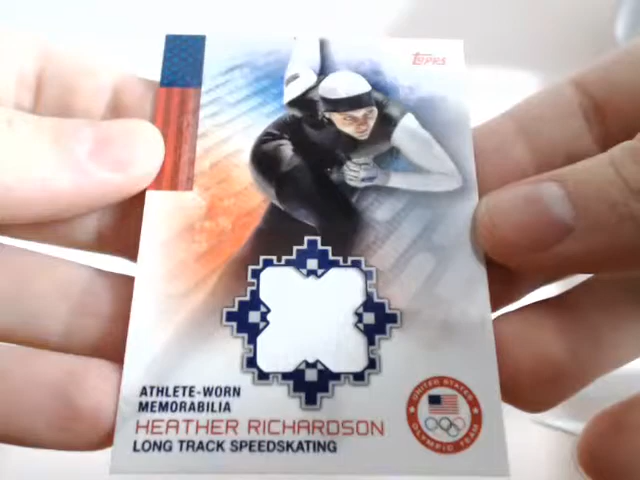 TOPPS
ATHLETE-WORN
MEMORABILIA
HEATHER RICHARDSON
LONG TRACK SPEEDSKATING
UNITED STATES
OLYMPIC TEAM